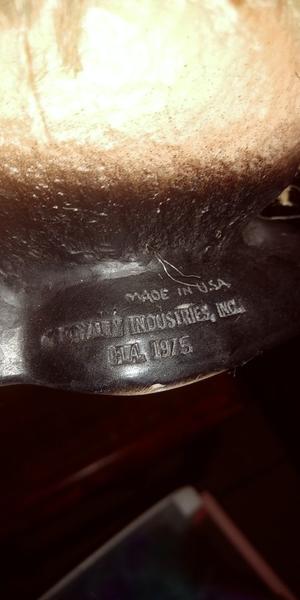 MADE IN USA
INDUSTRIES, INC.
1975